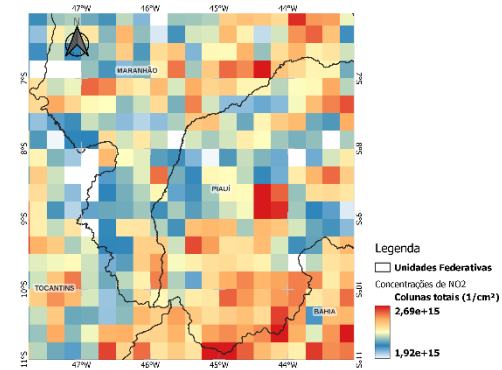 47°W 46°W 45°W 44°W
N
MARANHÃO
7°S 7°S
8°S 8°S
PIAUÍ
9°S 9°S
TOCANTINS
10°S 10°S
BAHIA
11°S 11°S
47°W 46°W 45°W 44°W
Legenda
Unidades Federativas
Concentrações de NO2
Colunas totais (1/cm²)
2,69e+15
1,92e+15